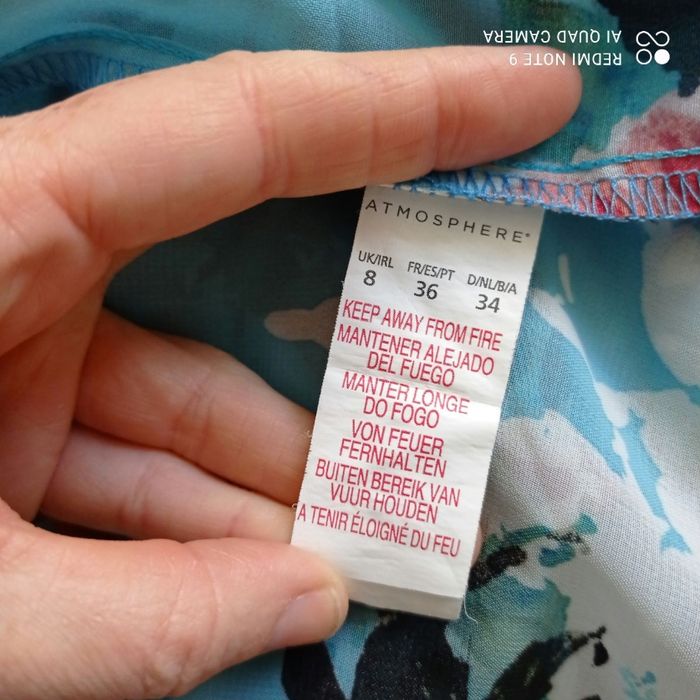 REDMI NOTE 9
AI QUAD CAMERA
ATMOSPHERE®
UK/IRL FR/ES/PT D/NL/B/A
8 36 34
KEEP AWAY FROM FIRE
MANTENER ALEJADO
DEL FUEGO
MANTER LONGE
DO FOGO
VON FEUER
FERNHALTEN
BUITEN BEREIK VAN
VUUR HOUDEN
A TENIR ÉLOIGNÉ DU FEU